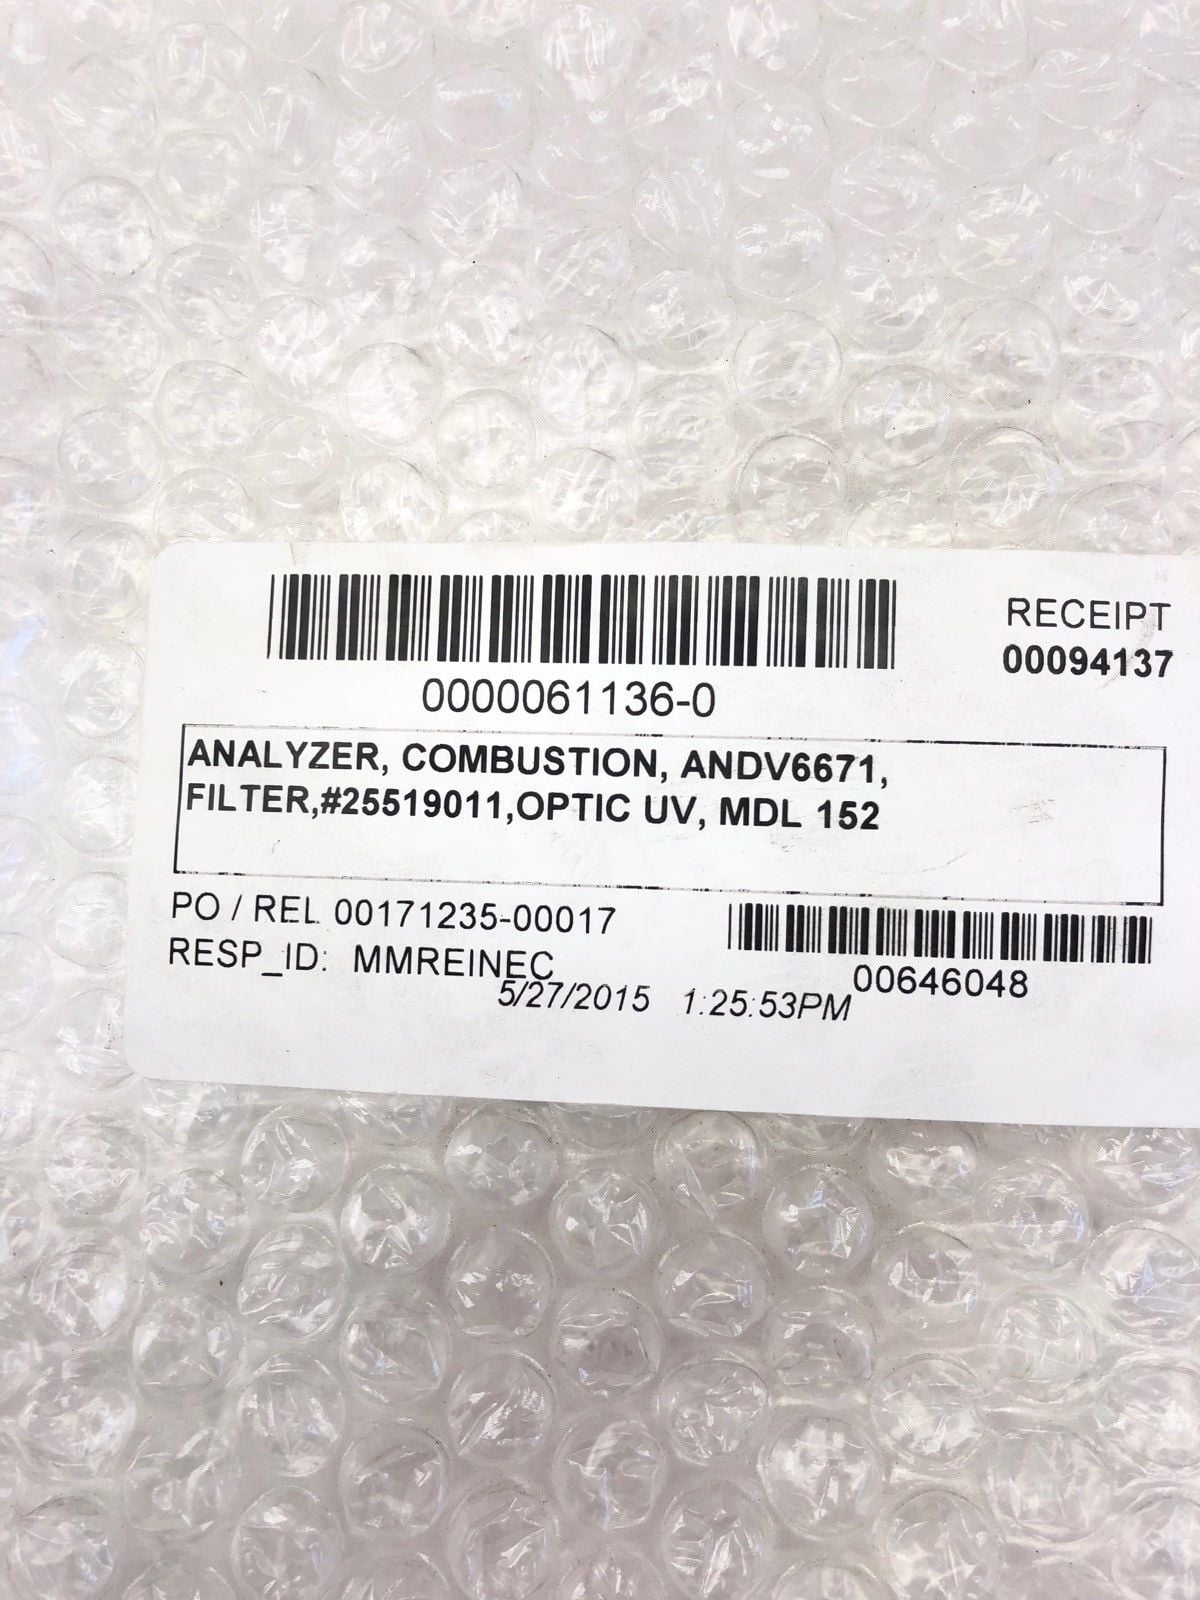 RECEIPT
00094137
0000061136-0
ANALYZER, COMBUSTION, ANDV6671,
FILTER,#25519011,OPTIC UV, MDL 152
PO / REL 00171235-00017
RESP_ID: MMREINEC
00646048
5/27/2015 1:25:53PM